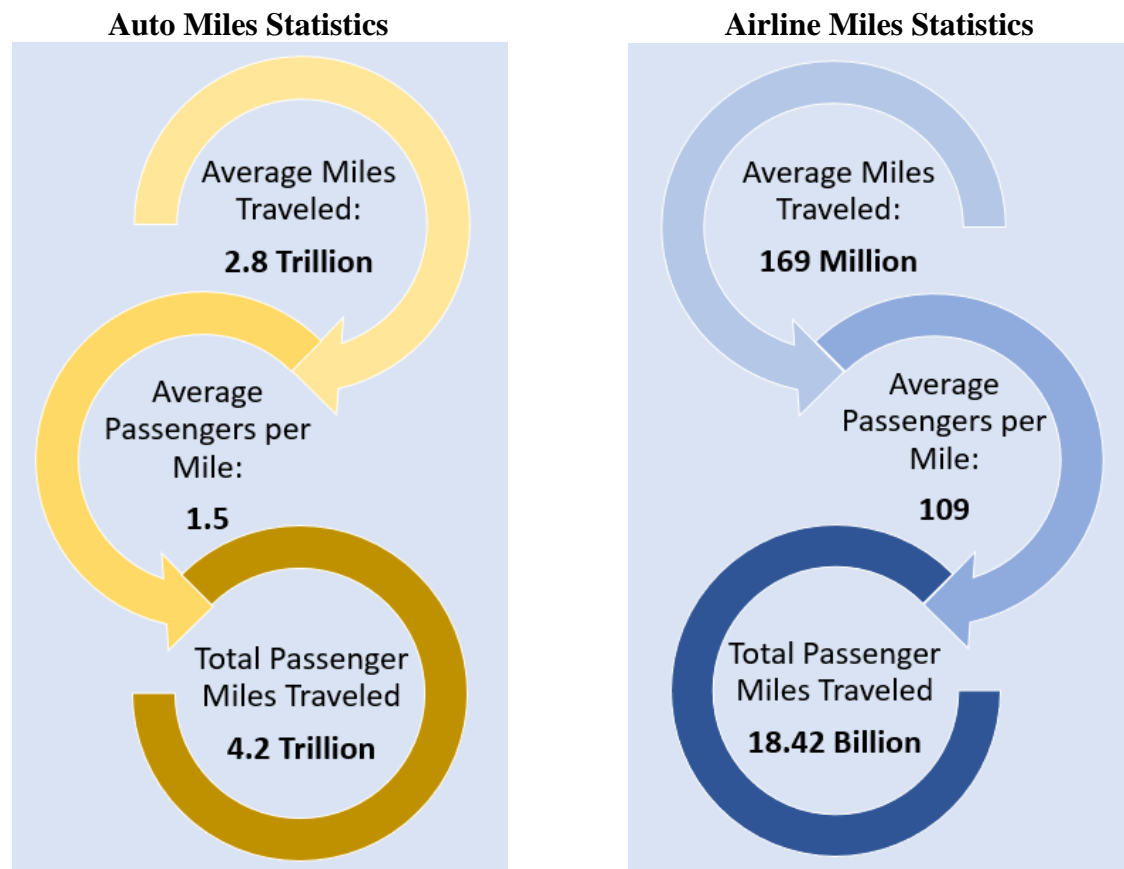 Auto Miles Statistics
Average Miles
Traveled:
2.8 Trillion
Average
Passengers per
Mile:
1.5
Total Passenger
Miles Traveled
4.2 Trillion
Airline Miles Statistics
Average Miles
Traveled:
169 Million
Average
Passengers per
Mile:
109
Total Passenger
Miles Traveled
18.42 Billion